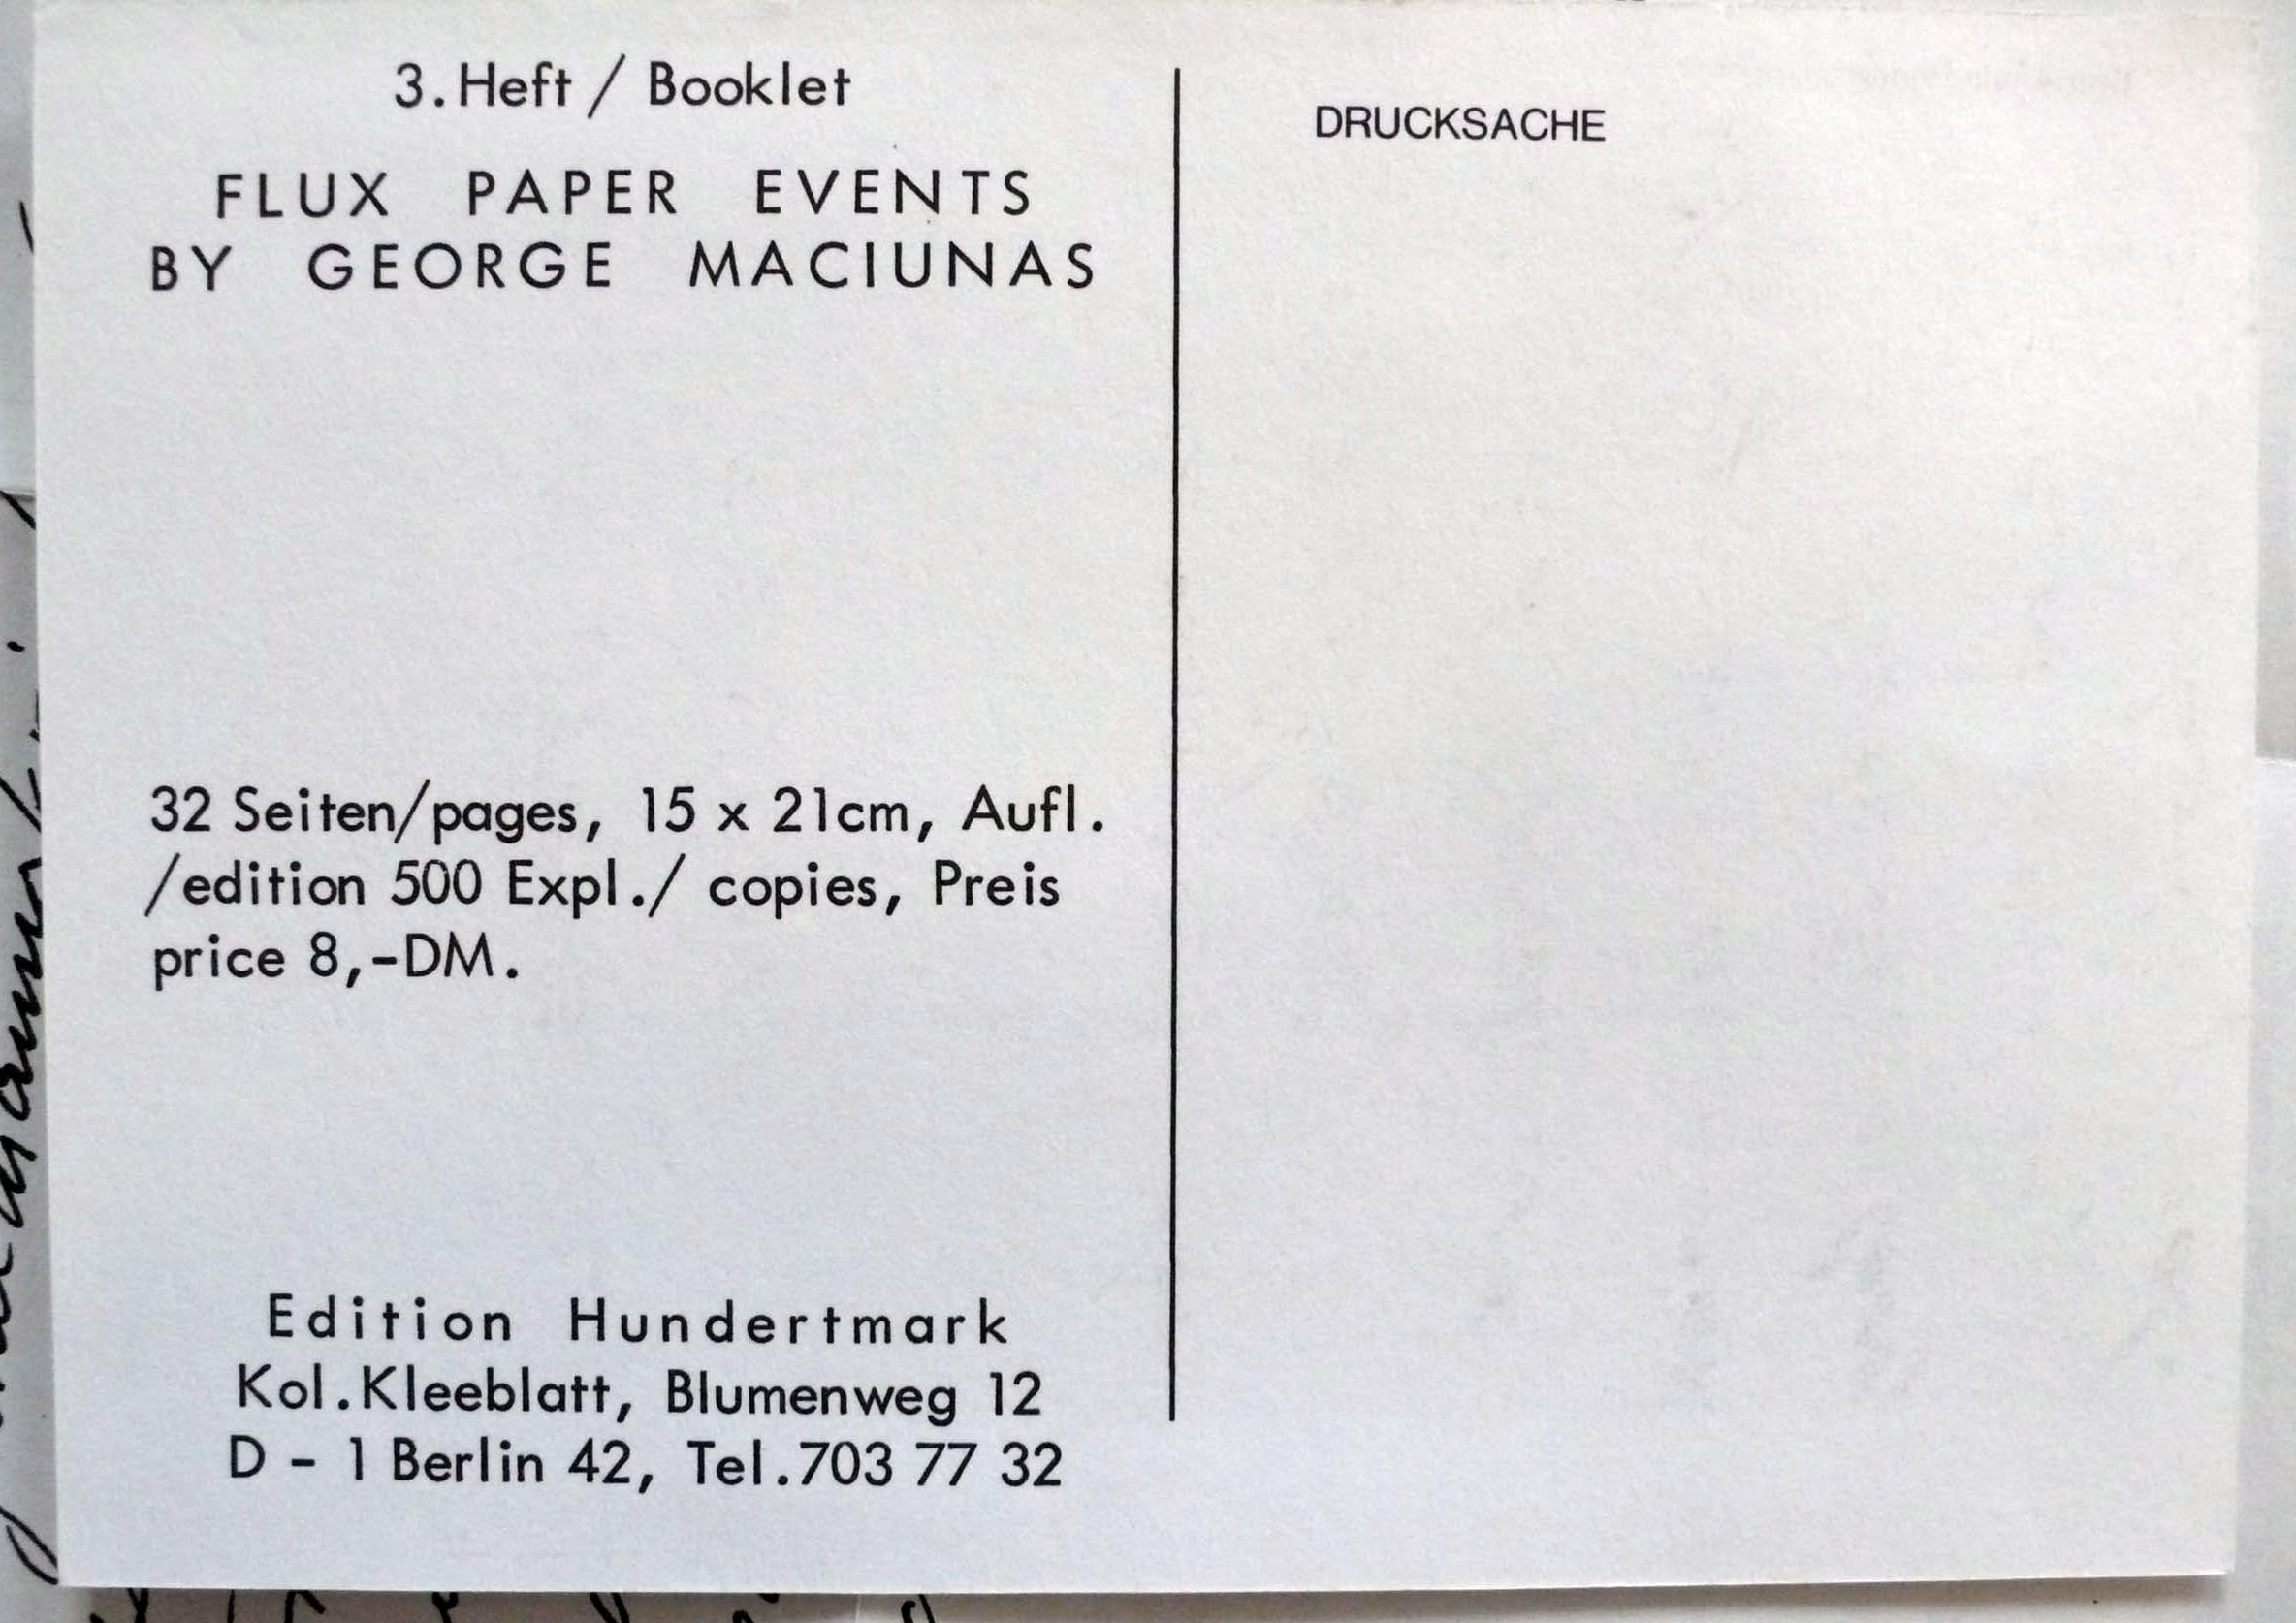 3. Heft / Booklet
FLUX PAPER EVENTS
BY GEORGE MACIUNAS
32 Seiten/pages, 15 x 21cm, Aufl.
/edition 500 Expl./ copies, Preis
price 8,-DM.
Edition Hundertmark
Kol.Kleeblatt, Blumenweg 12
D - 1 Berlin 42, Tel.703 77 32
DRUCKSACHE